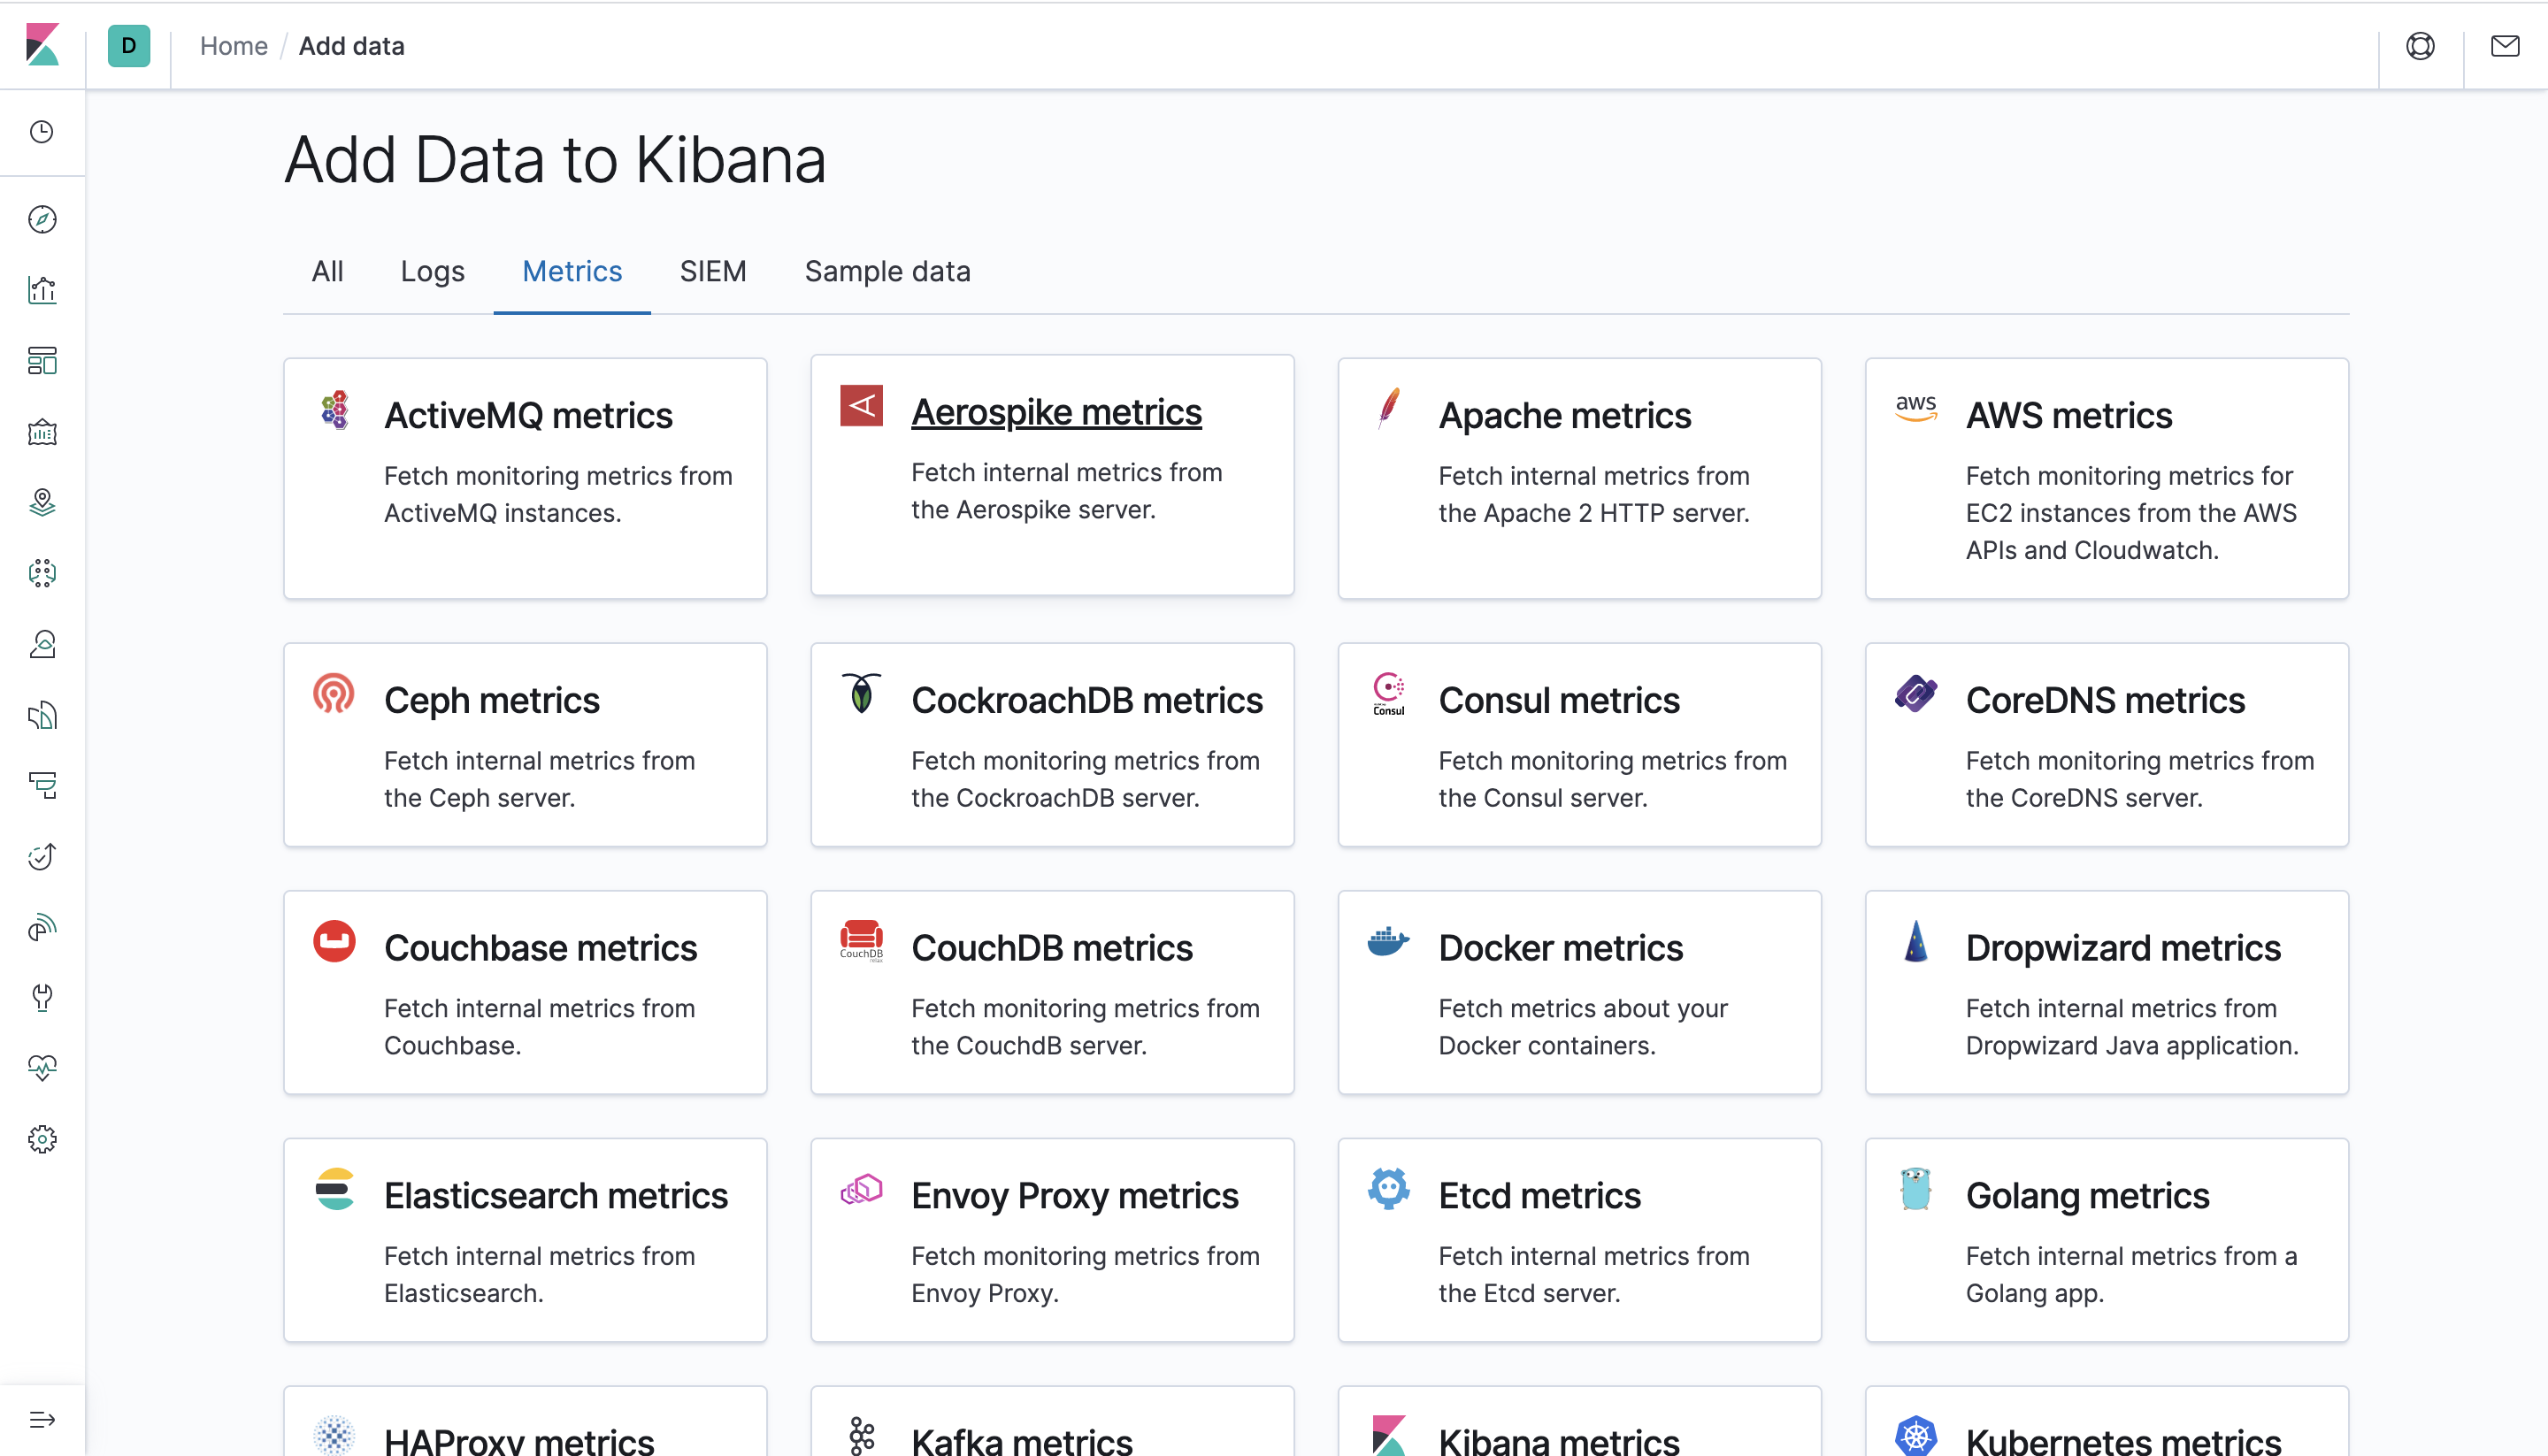 D
Home / Add data
Add Data to Kibana
All
Logs
Metrics
SIEM
Sample data
ActiveMQ metrics
Fetch monitoring metrics from
ActiveMQ instances.
Aerospike metrics
Fetch internal metrics from
the Aerospike server.
Apache metrics
Fetch internal metrics from
the Apache 2 HTTP server.
aws
AWS metrics
Fetch monitoring metrics for
EC2 instances from the AWS
APIs and Cloudwatch.
Ceph metrics
Fetch internal metrics from
the Ceph server.
CockroachDB metrics
Fetch monitoring metrics from
the CockroachDB server.
Consul
Consul metrics
Fetch monitoring metrics from
the Consul server.
CoreDNS metrics
Fetch monitoring metrics from
the CoreDNS server.
Couchbase metrics
Fetch internal metrics from
Couchbase.
CouchDB
relax
CouchDB metrics
Fetch monitoring metrics from
the CouchdB server.
Docker metrics
Fetch metrics about your
Docker containers.
Dropwizard metrics
Fetch internal metrics from
Dropwizard Java application.
Elasticsearch metrics
Fetch internal metrics from
Elasticsearch.
Envoy Proxy metrics
Fetch monitoring metrics from
Envoy Proxy.
Etcd metrics
Fetch internal metrics from
the Etcd server.
Golang metrics
Fetch internal metrics from a
Golang app.
HAProxy metrics
Kafka metrics
Kibana metrics
Kubernetes metrics